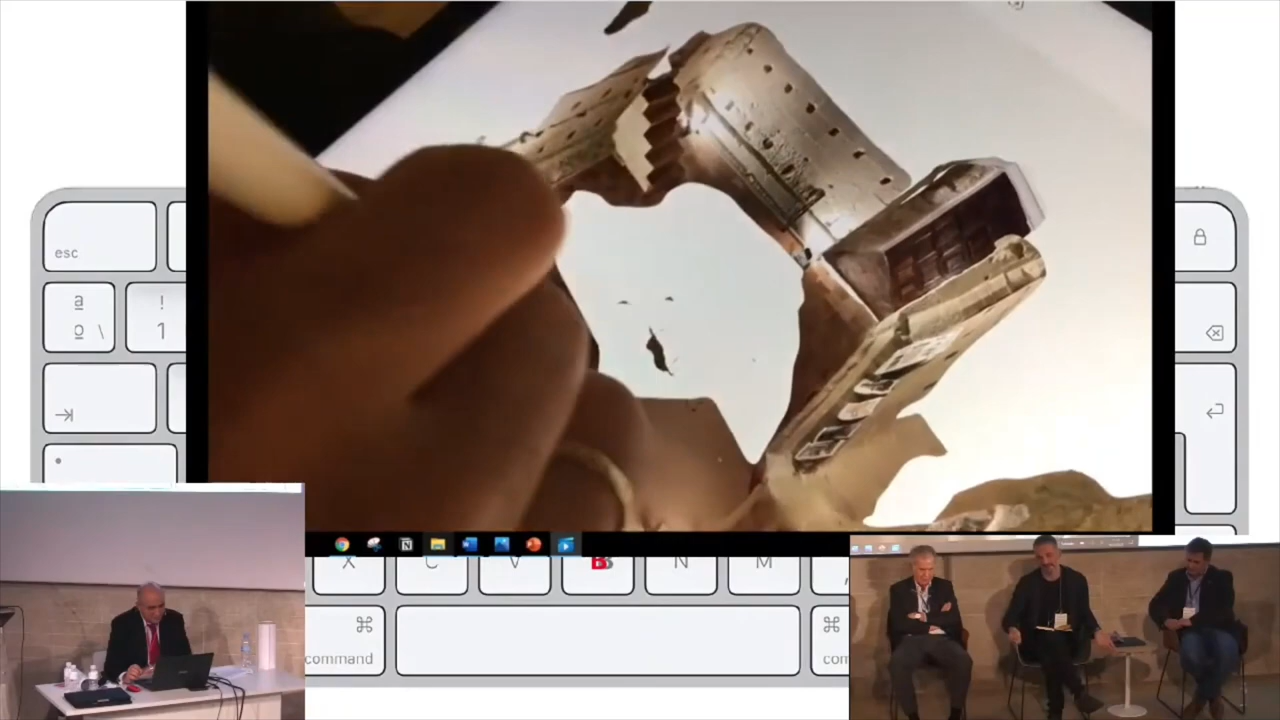 esc
a !
o \ 1
X C V B N M ,
⌘ ⌘
command com